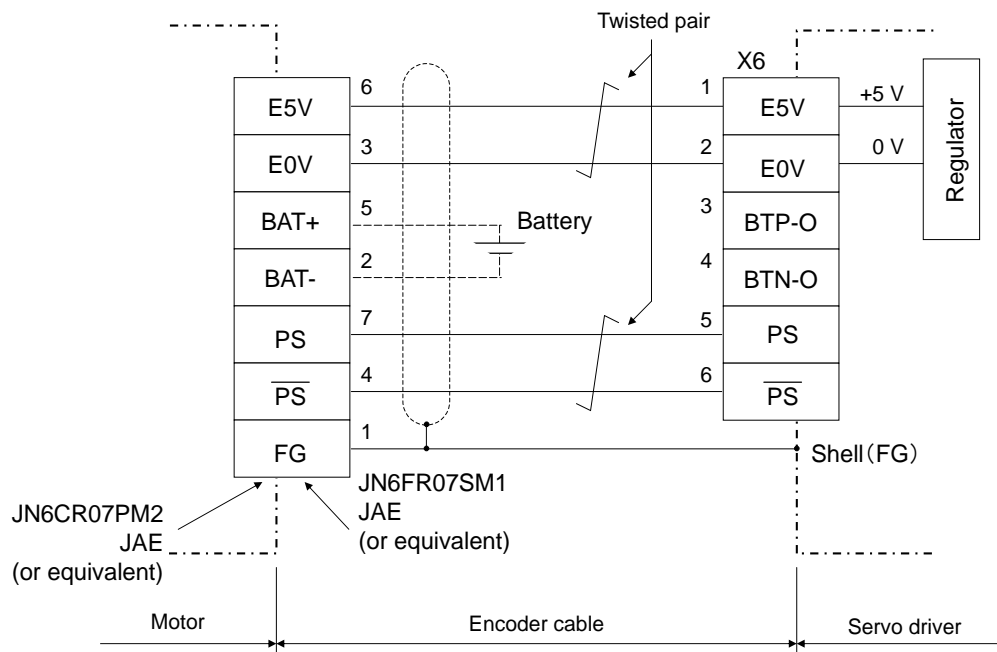 Twisted pair
X6
E5V
6
1
E5V
+5 V
E0V
3
2
E0V
0 V
Regulator
BAT+
5
Battery
3
BTP-O
BAT-
2
4
BTN-O
PS
7
5
PS
P̅S̅
4
6
P̅S̅
FG
1
Shell(FG)
JN6CR07PM2
JAE
(or equivalent)
JN6FR07SM1
JAE
(or equivalent)
Motor
Encoder cable
Servo driver